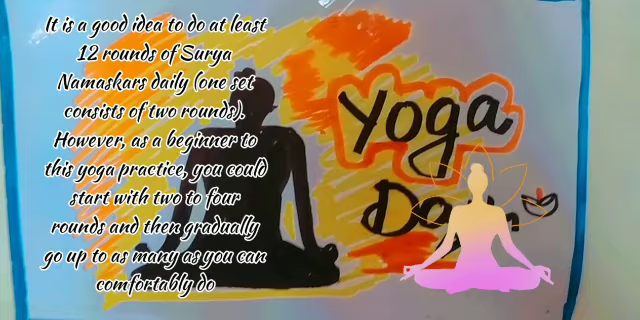 It is a good idea to do at least
12 rounds of Surya
Namaskars daily (one set
consists of two rounds).
However, as a beginner to
this yoga practice, you could
start with two to four
rounds and then gradually
go up to as many as you can
comfortably do
Yoga
Day